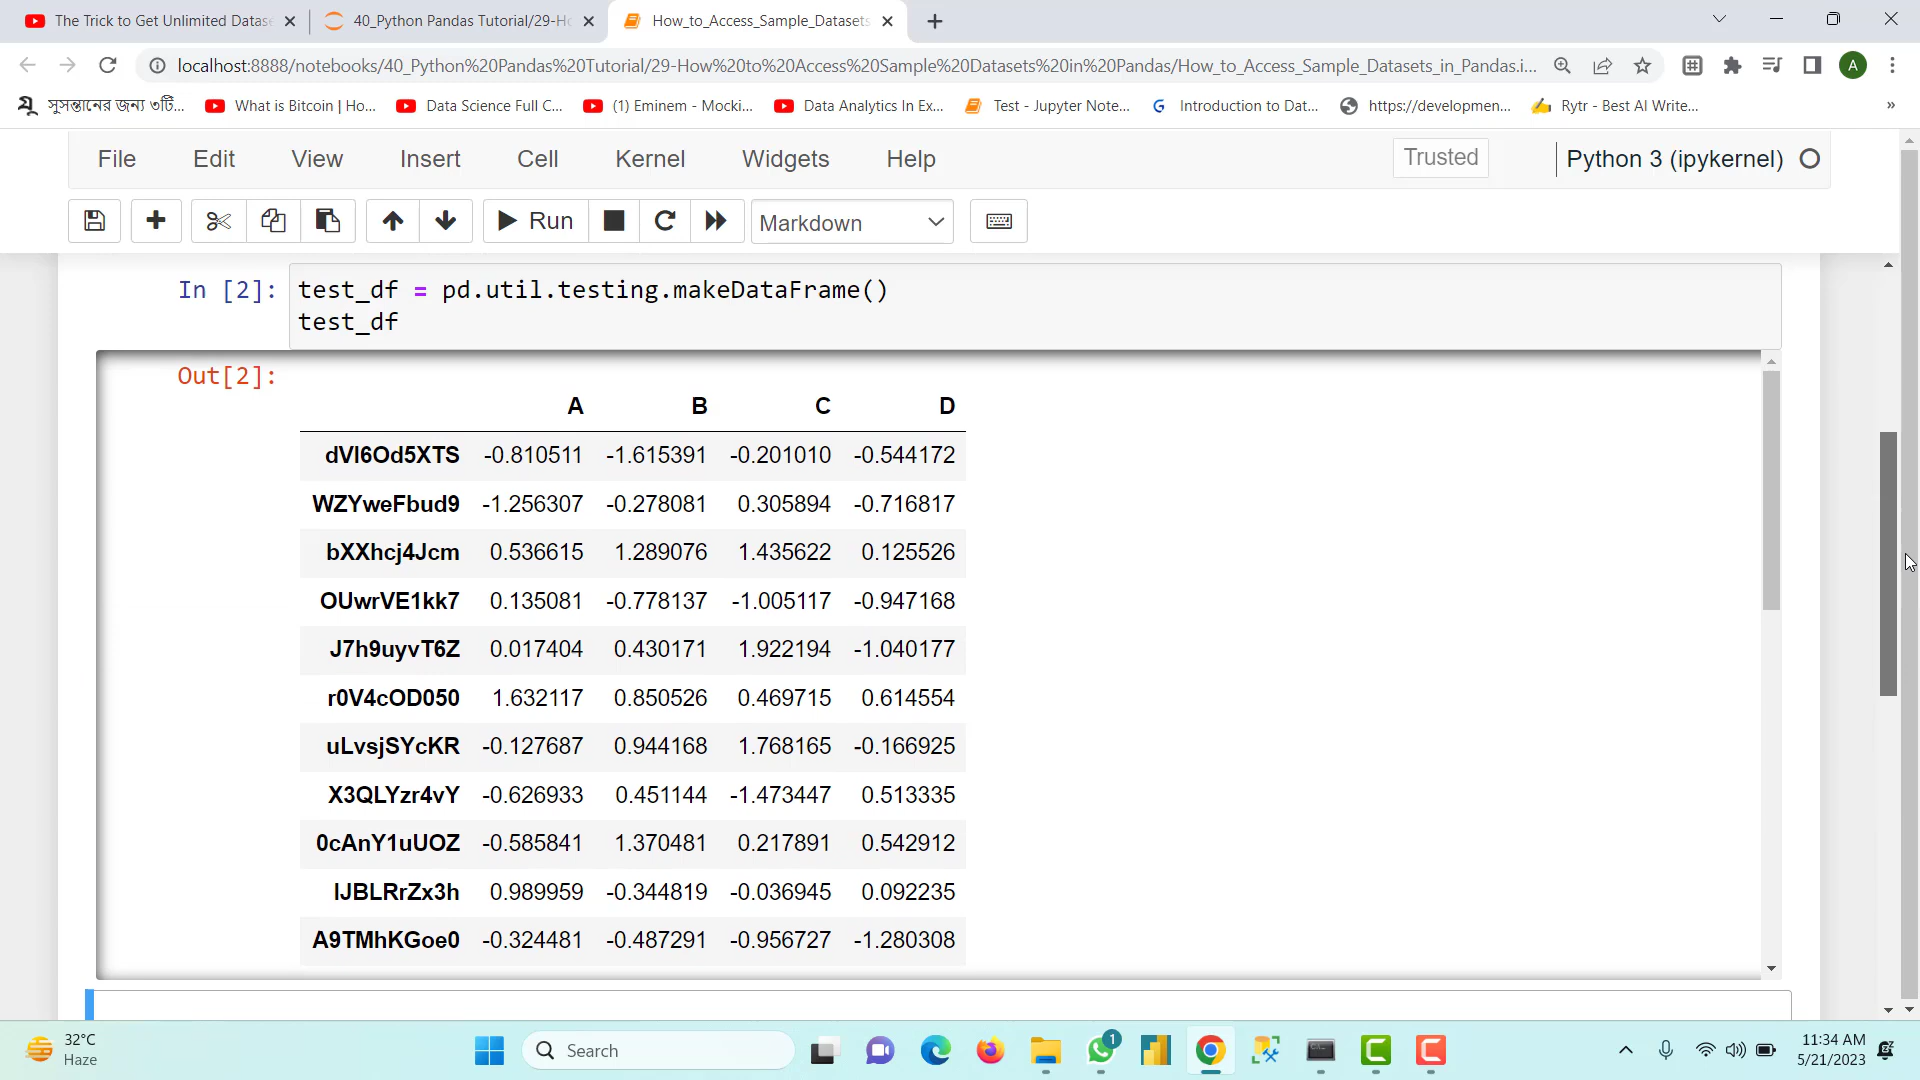 The Trick to Get Unlimited Datase
40_Python Pandas Tutorial/29-Ho
How_to_Access_Sample_Datasets
localhost:8888/notebooks/40_Python%20Pandas%20Tutorial/29-How%20to%20Access%20Sample%20Datasets%20in%20Pandas/How_to_Access_Sample_Datasets_in_Pandas.i...
A
সুসন্তানের জন্য ৩টি...
What is Bitcoin | Ho...
Data Science Full C...
(1) Eminem - Mocki...
Data Analytics In Ex...
Test - Jupyter Note...
Introduction to Dat...
https://developmen...
Rytr - Best AI Write...
»
File Edit View Insert Cell Kernel Widgets Help
Trusted
Python 3 (ipykernel)
Run
Markdown
In [2]: test_df = pd.util.testing.makeDataFrame()
test_df
Out[2]:
A B C D
dVl6Od5XTS -0.810511 -1.615391 -0.201010 -0.544172
WZYweFbud9 -1.256307 -0.278081 0.305894 -0.716817
bXXhcj4Jcm 0.536615 1.289076 1.435622 0.125526
OUwrVE1kk7 0.135081 -0.778137 -1.005117 -0.947168
J7h9uyvT6Z 0.017404 0.430171 1.922194 -1.040177
r0V4cOD050 1.632117 0.850526 0.469715 0.614554
uLvsjSYcKR -0.127687 0.944168 1.768165 -0.166925
X3QLYzr4vY -0.626933 0.451144 -1.473447 0.513335
0cAnY1uUOZ -0.585841 1.370481 0.217891 0.542912
IJBLRrZx3h 0.989959 -0.344819 -0.036945 0.092235
A9TMhKGoe0 -0.324481 -0.487291 -0.956727 -1.280308
32°C
Haze
Search
1
11:34 AM
5/21/2023